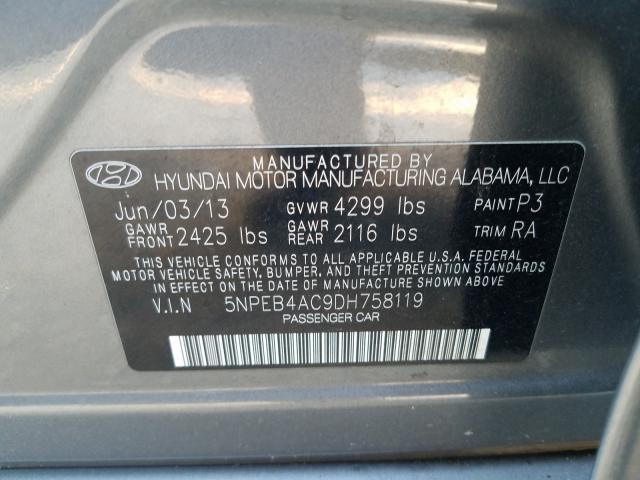 MANUFACTURED BY
HYUNDAI MOTOR MANUFACTURING ALABAMA, LLC
Jun/03/13 GVWR 4299 lbs PAINT P3
GAWR FRONT 2425 lbs GAWR REAR 2116 lbs TRIM RA
THIS VEHICLE CONFORMS TO ALL APPLICABLE U.S.A. FEDERAL
MOTOR VEHICLE SAFETY, BUMPER, AND THEFT PREVENTION
STANDARDS IN EFFECT ON THE DATE OF MANUFACTURE SHOWN ABOVE
V.I.N 5NPEB4AC9DH758119
PASSENGER CAR